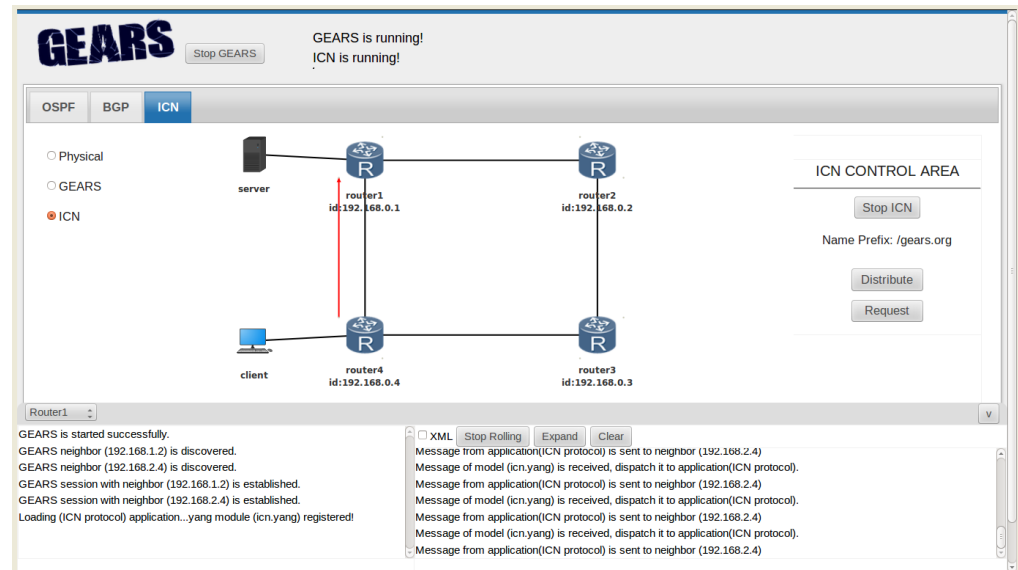 GEARS
Stop GEARS
GEARS is running!
ICN is running!
OSPF
BGP
ICN
Physical
GEARS
ICN
server
router1
id:192.168.0.1
router2
id:192.168.0.2
client
router4
id:192.168.0.4
router3
id:192.168.0.3
ICN CONTROL AREA
Stop ICN
Name Prefix: /gears.org
Distribute
Request
Router1
v
GEARS is started successfully.
GEARS neighbor (192.168.1.2) is discovered.
GEARS neighbor (192.168.2.4) is discovered.
GEARS session with neighbor (192.168.1.2) is established.
GEARS session with neighbor (192.168.2.4) is established.
Loading (ICN protocol) application...yang module (icn.yang) registered!
XML
Stop Rolling
Expand
Clear
Message from application(ICN protocol) is sent to neighbor (192.168.2.4)
Message of model (icn.yang) is received, dispatch it to application(ICN protocol).
Message from application(ICN protocol) is sent to neighbor (192.168.2.4)
Message of model (icn.yang) is received, dispatch it to application(ICN protocol).
Message from application(ICN protocol) is sent to neighbor (192.168.2.4)
Message of model (icn.yang) is received, dispatch it to application(ICN protocol).
Message from application(ICN protocol) is sent to neighbor (192.168.2.4)